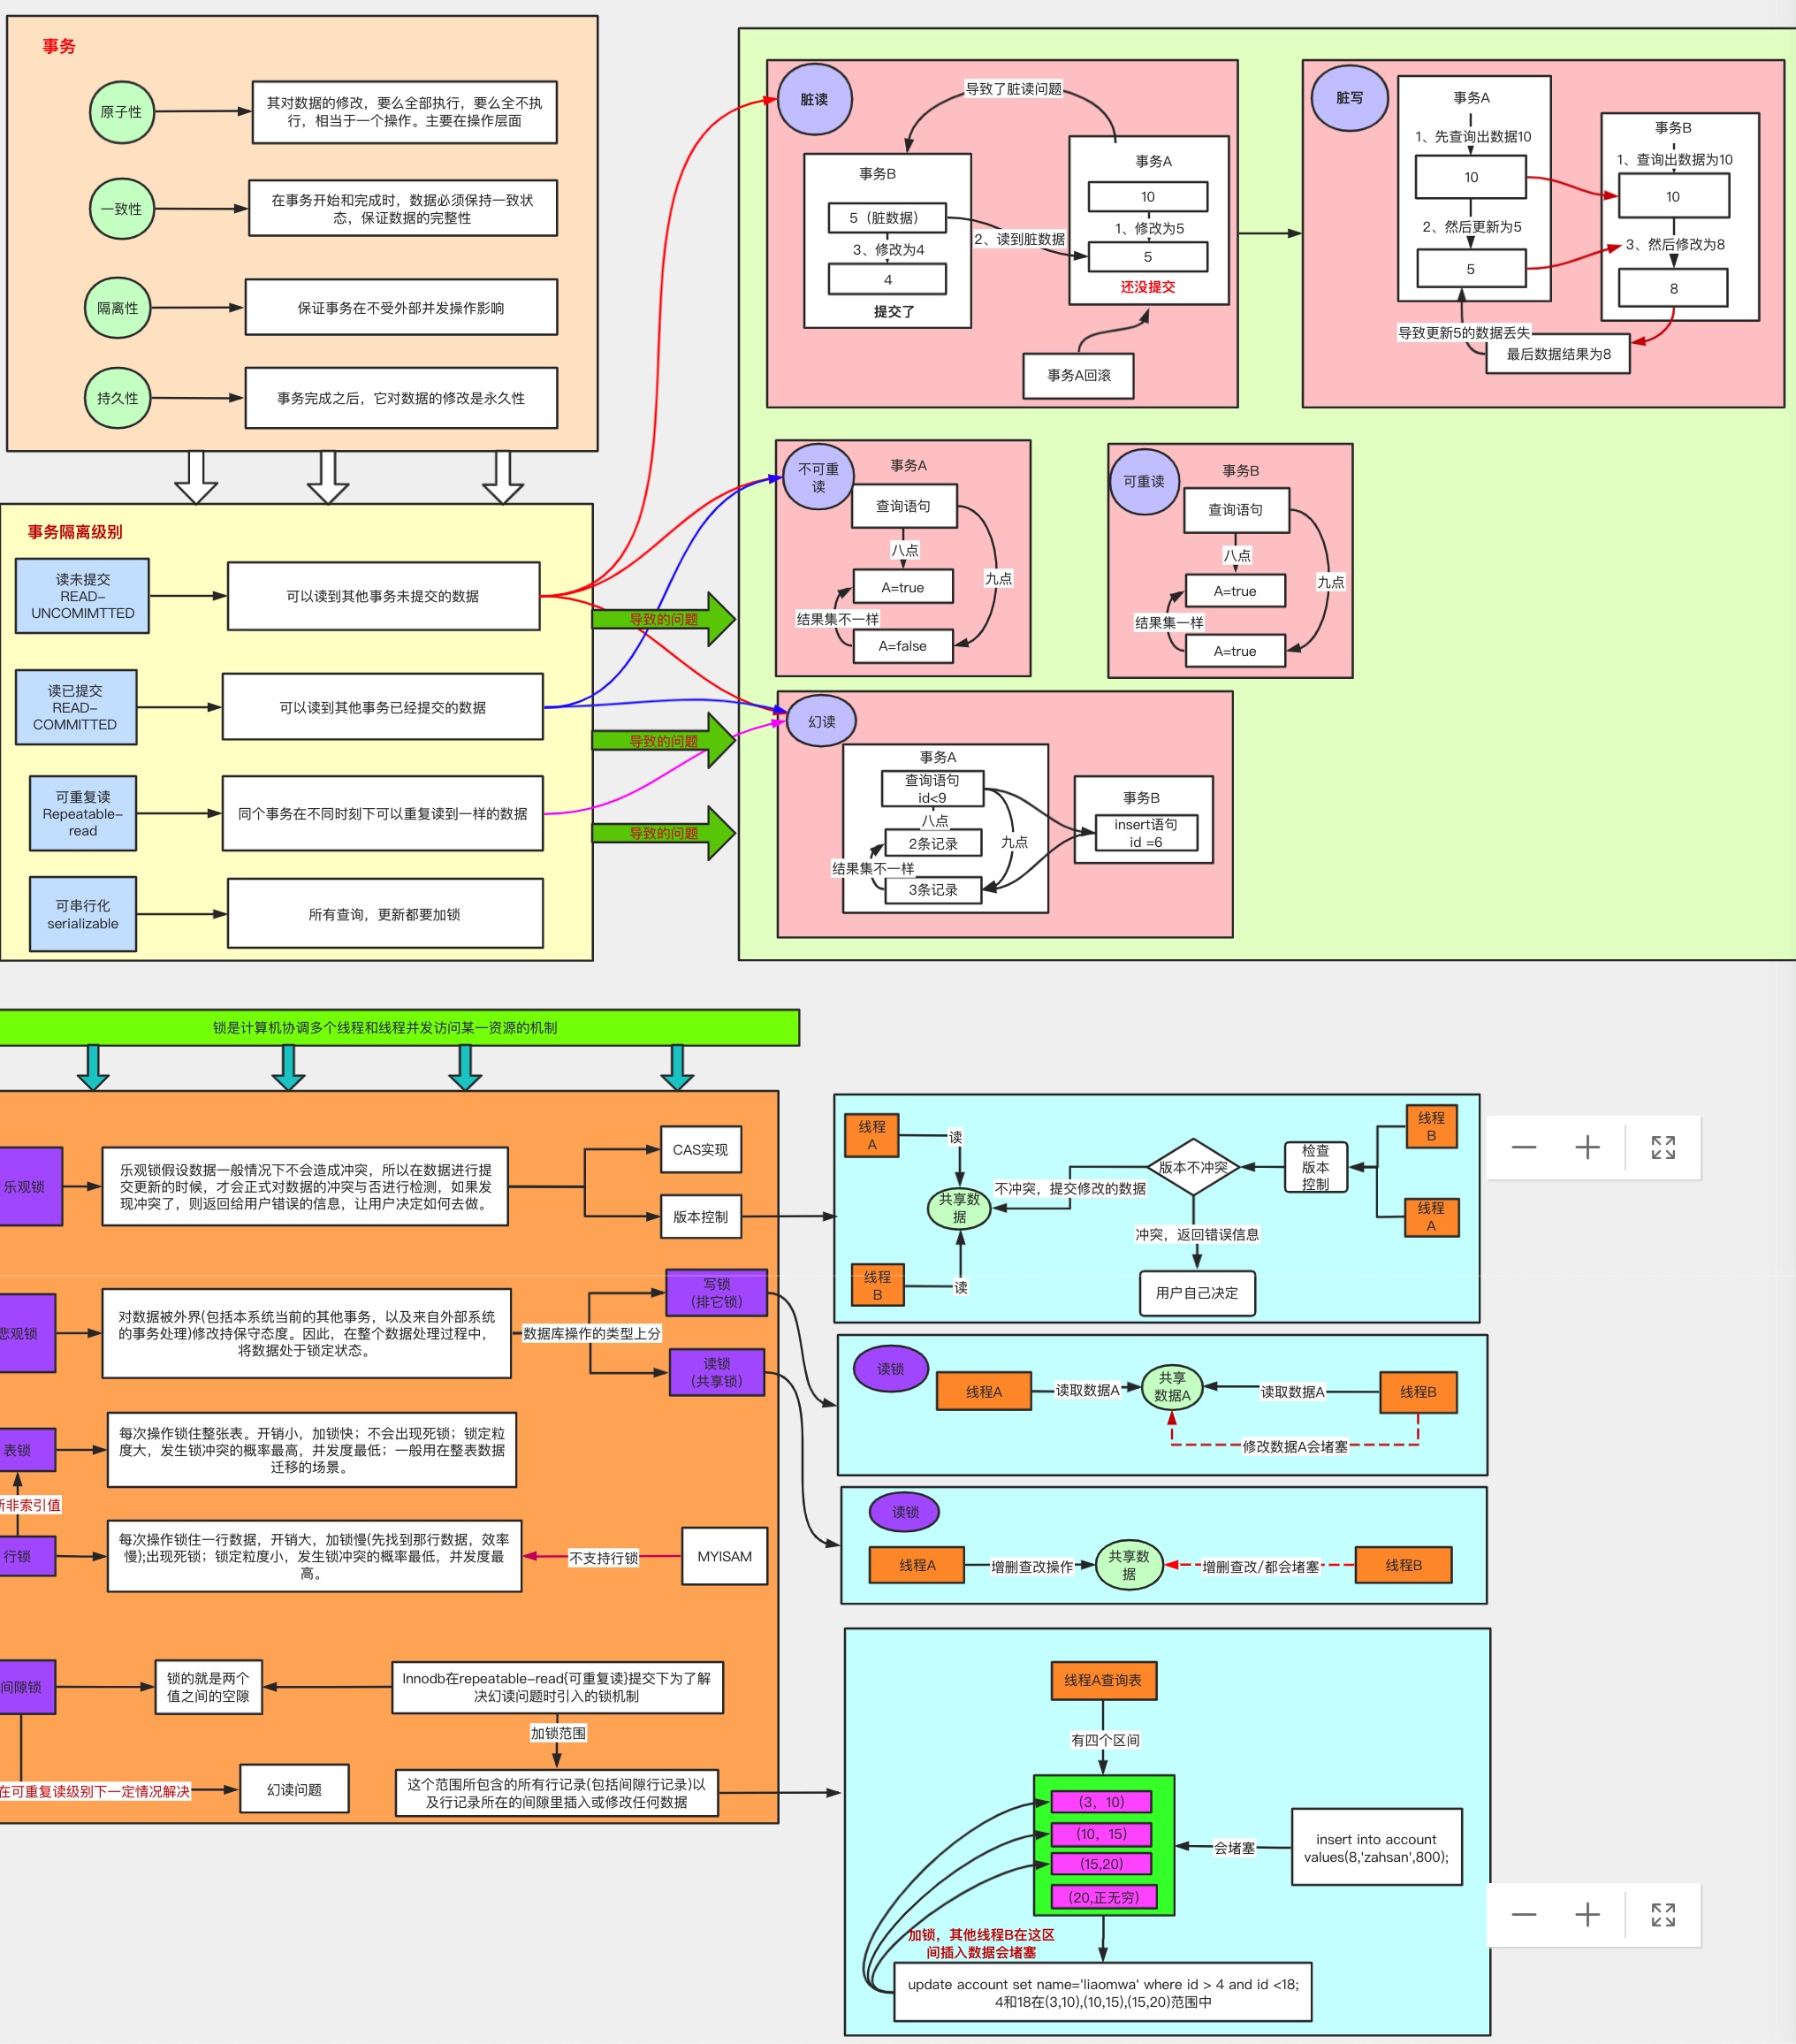 事务
原子性
其对数据的修改，要么全部执行，要么全不执
行，相当于一个操作。主要在操作层面
一致性
在事务开始和完成时，数据必须保持一致状
态，保证数据的完整性
隔离性
保证事务在不受外部并发操作影响
持久性
事务完成之后，它对数据的修改是永久性
事务隔离级别
读未提交
READ-
UNCOMIMTTED
可以读到其他事务未提交的数据
读已提交
READ-
COMMITTED
可以读到其他事务已经提交的数据
可重复读
Repeatable-
read
同个事务在不同时刻下可以重复读到一样的数据
可串行化
serializable
所有查询，更新都要加锁
导致的问题
导致的问题
导致的问题
脏读
导致了脏读问题
事务B
5（脏数据）
3、修改为4
4
提交了
2、读到脏数据
事务A
10
1、修改为5
5
还没提交
事务A回滚
脏写
事务A
1、先查询出数据10
10
2、然后更新为5
5
事务B
1、查询出数据为10
10
3、然后修改为8
8
导致更新5的数据丢失
最后数据结果为8
不可重
读
事务A
查询语句
八点
A=true
九点
结果集不一样
A=false
可重读
事务B
查询语句
八点
A=true
九点
结果集一样
A=true
幻读
事务A
查询语句
id<9
八点
2条记录
九点
结果集不一样
3条记录
事务B
insert语句
id =6
锁是计算机协调多个线程和线程并发访问某一资源的机制
乐观锁
乐观锁假设数据一般情况下不会造成冲突，所以在数据进行提
交更新的时候，才会正式对数据的冲突与否进行检测，如果发
现冲突了，则返回给用户错误的信息，让用户决定如何去做。
CAS实现
版本控制
悲观锁
对数据被外界(包括本系统当前的其他事务，以及来自外部系统
的事务处理)修改持保守态度。因此，在整个数据处理过程中，
将数据处于锁定状态。
数据库操作的类型上分
写锁
（排它锁）
读锁
（共享锁）
表锁
每次操作锁住整张表。开销小，加锁快；不会出现死锁；锁定粒
度大，发生锁冲突的概率最高，并发度最低；一般用在整表数据
迁移的场景。
新非索引值
行锁
每次操作锁住一行数据，开销大，加锁慢(先找到那行数据，效率
慢);出现死锁；锁定粒度小，发生锁冲突的概率最低，并发度最
高。
不支持行锁
MYISAM
间隙锁
锁的就是两个
值之间的空隙
Innodb在repeatable-read{可重复读}提交下为了解
决幻读问题时引入的锁机制
加锁范围
在可重复读级别下一定情况解决
幻读问题
这个范围所包含的所有行记录(包括间隙行记录)以
及行记录所在的间隙里插入或修改任何数据
线程
A
读
共享数
据
线程
B
读
不冲突，提交修改的数据
版本不冲突
检查
版本
控制
线程
B
线程
A
冲突，返回错误信息
用户自己决定
读锁
线程A
读取数据A
共享
数据A
读取数据A
线程B
修改数据A会堵塞
读锁
线程A
增删查改操作
共享数
据
增删查改/都会堵塞
线程B
线程A查询表
有四个区间
(3，10)
(10，15)
(15,20)
(20,正无穷)
会堵塞
insert into account
values(8,'zahsan',800);
加锁，其他线程B在这区
间插入数据会堵塞
update account set name='liaomwa' where id > 4 and id <18;
4和18在(3,10),(10,15),(15,20)范围中